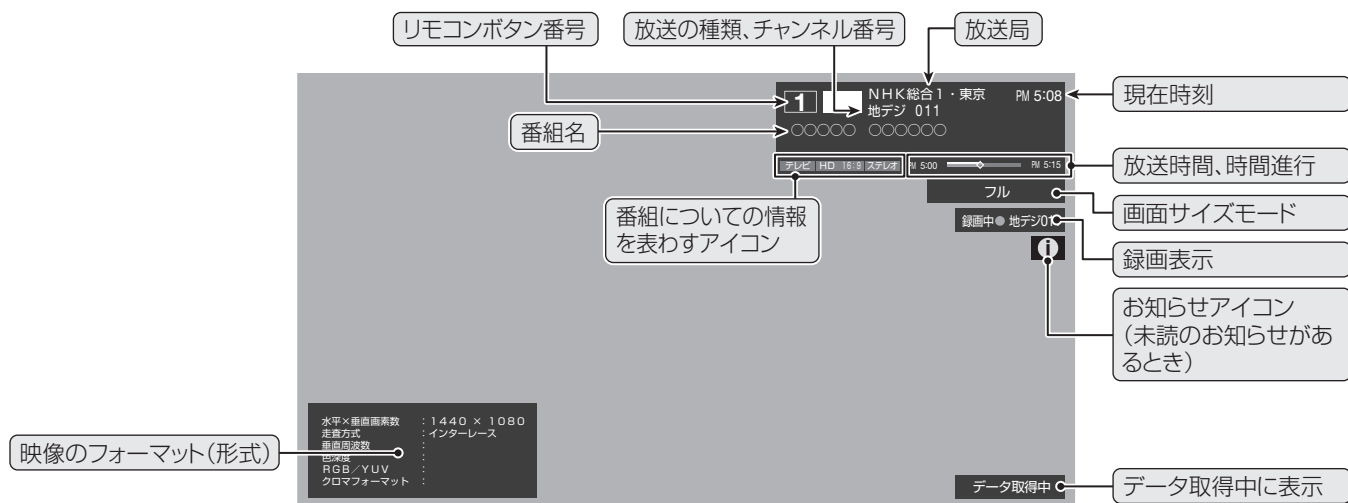 リモコンボタン番号
放送の種類、チャンネル番号
放送局
1
NHK総合1・東京
PM 5:08
現在時刻
地デジ 011
番組名
○○○○○ ○○○○○○
テレビ HD 16:9 ステレオ
PM 5:00
PM 5:15
放送時間、時間進行
フル
画面サイズモード
番組についての情報
を表わすアイコン
録画中● 地デジ01
録画表示
i
お知らせアイコン
(未読のお知らせがあ
るとき)
水平×垂直画素数 :1440 × 1080
走査方式 :インターレース
垂直周波数 :
色深度 :
RGB/YUV :
クロマフォーマット :
映像のフォーマット(形式)
データ取得中
データ取得中に表示